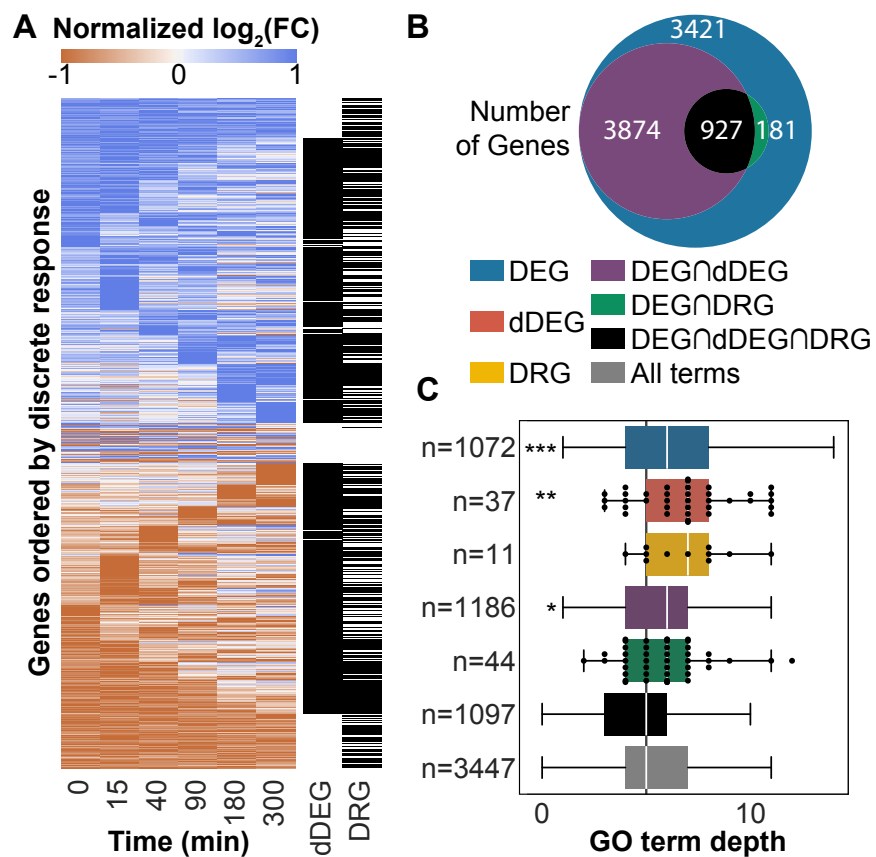 A
Normalized log2(FC)
-1 0 1
Genes ordered by discrete response
0 15 40 90 180 300 dDEG DRG
Time (min)
B
Number
of Genes
3421
3874 927 181
DEG DEG∩dDEG
dDEG DEG∩DRG
DEG∩dDEG∩DRG
DRG All terms
C
n=1072 ***
n=37 **
n=11
n=1186 *
n=44
n=1097
n=3447
0 10
GO term depth